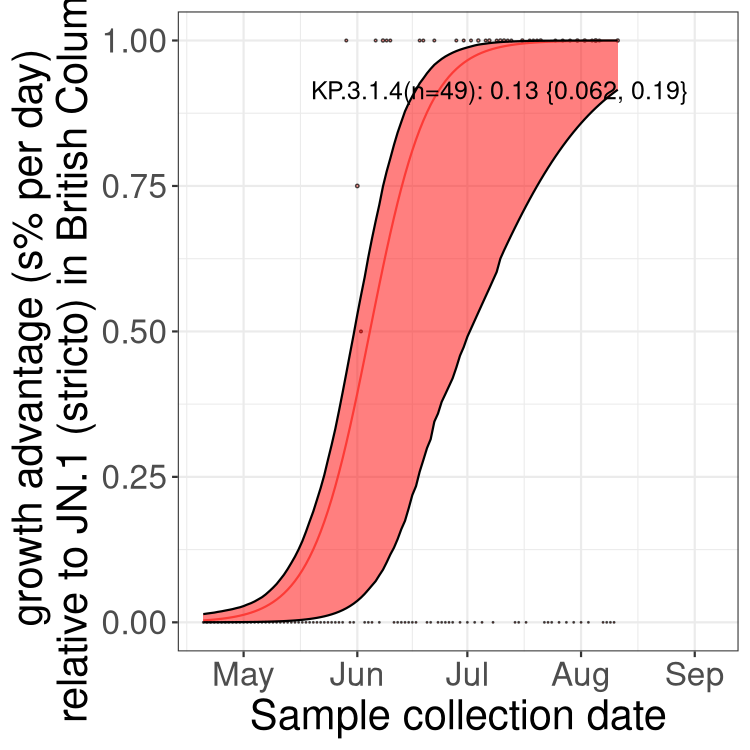 growth advantage (s% per day)
relative to JN.1 (stricto) in British Colum
1.00
0.75
0.50
0.25
0.00
KP.3.1.4(n=49): 0.13 {0.062, 0.19}
May Jun Jul Aug Sep
Sample collection date